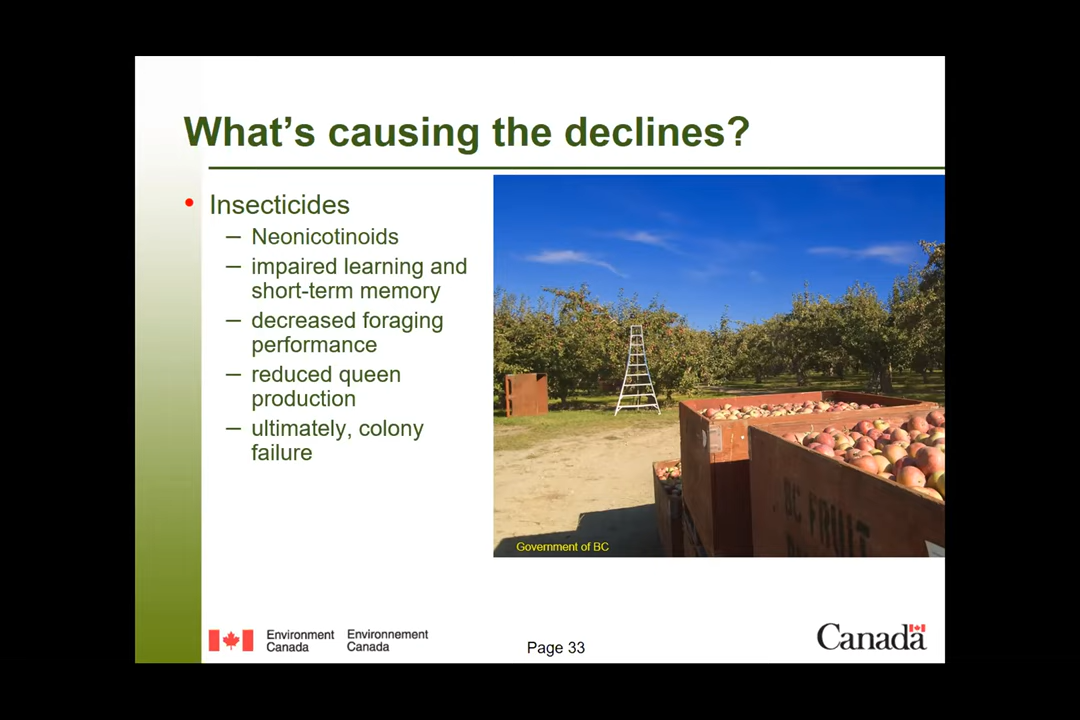 What's causing the declines?
• Insecticides
– Neonicotinoids
– impaired learning and
short-term memory
– decreased foraging
performance
– reduced queen
production
– ultimately, colony
failure
BC FRUIT
Government of BC
Environment
Canada
Environnement
Canada
Page 33
Canada